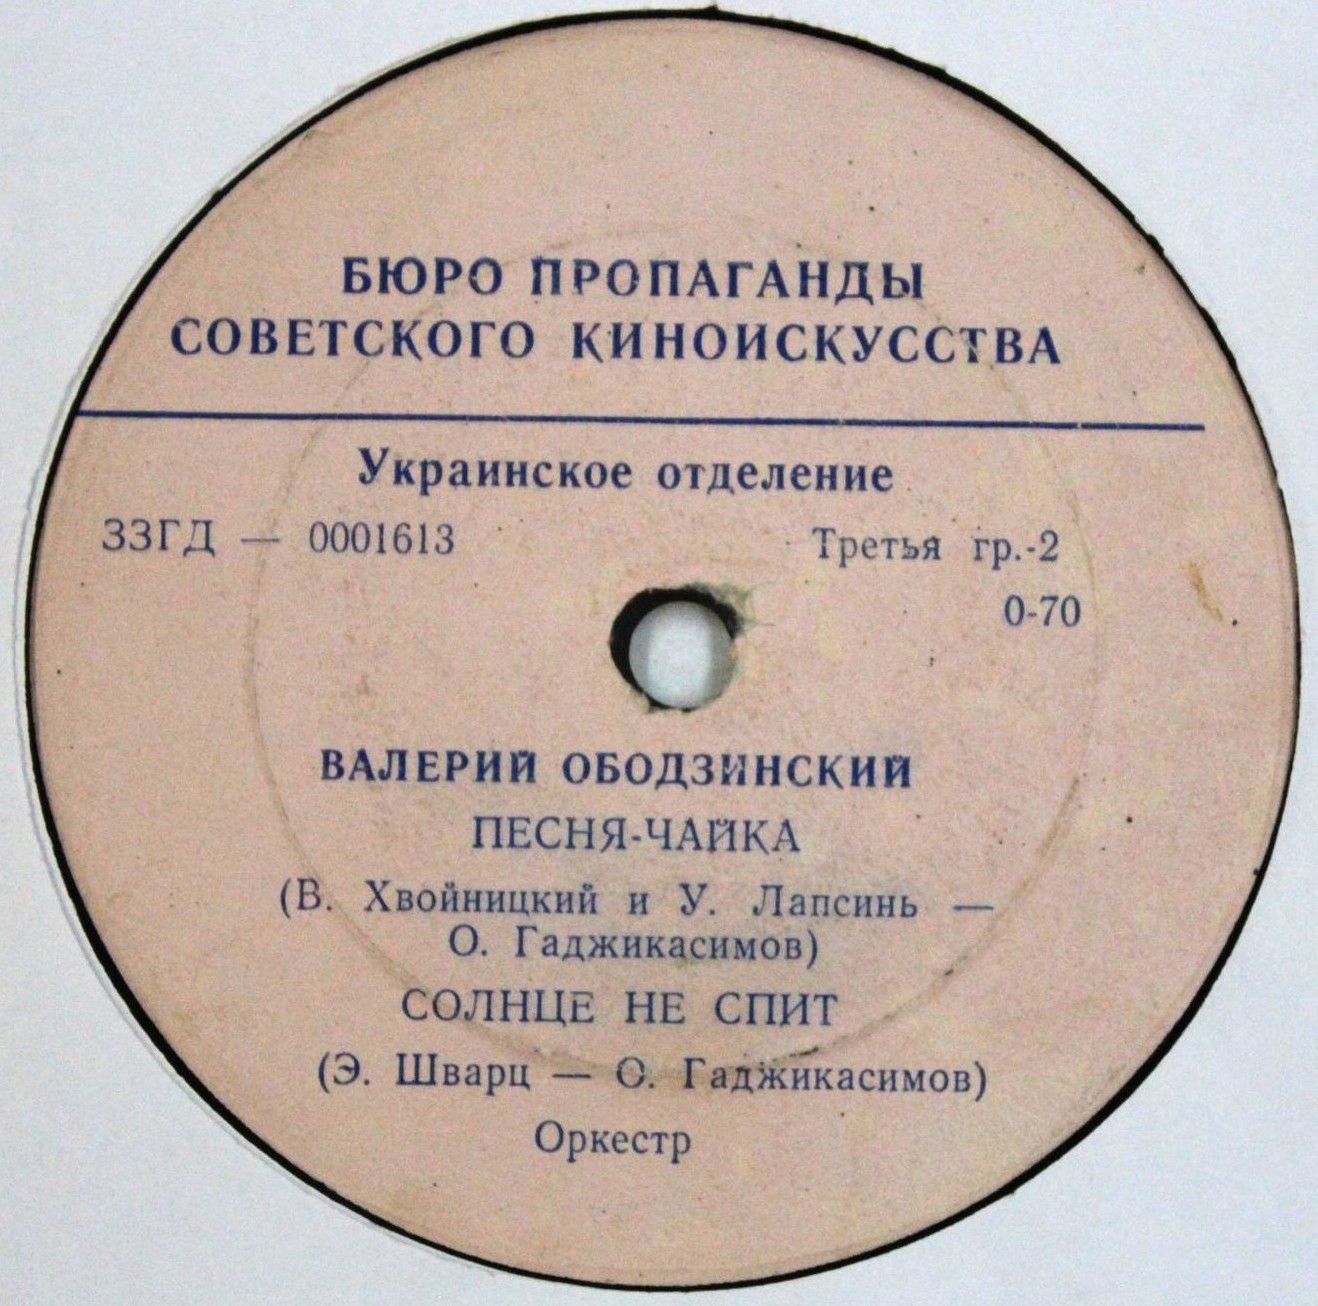 БЮРО ПРОПАГАНДЫ
СОВЕТСКОГО КИНОИСКУССТВА
Украинское отделение
33ГД — 0001613
Третья гр.-2
0-70
ВАЛЕРИЙ ОБОДЗИНСКИЙ
ПЕСНЯ-ЧАЙКА
(В. Хвойницкий и У. Лапсинь —
О. Гаджикасимов)
СОЛНЦЕ НЕ СПИТ
(Э. Шварц — О. Гаджикасимов)
Оркестр